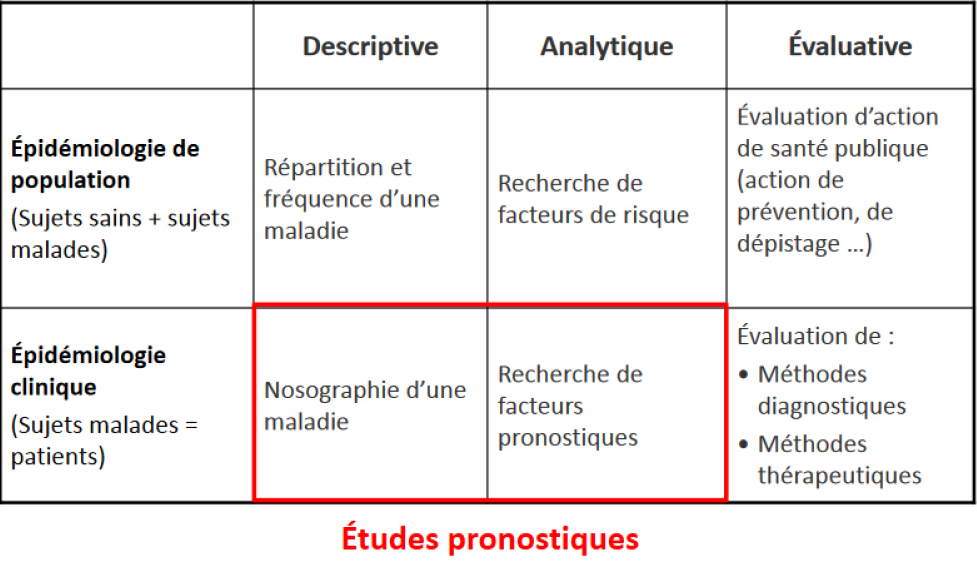 Descriptive
Analytique
Évaluative
Épidémiologie de
population
(Sujets sains + sujets
malades)
Répartition et
fréquence d’une
maladie
Recherche de
facteurs de risque
Évaluation d’action
de santé publique
(action de
prévention, de
dépistage …)
Épidémiologie
clinique
(Sujets malades =
patients)
Nosographie d’une
maladie
Recherche de
facteurs
pronostiques
Évaluation de :
• Méthodes
diagnostiques
• Méthodes
thérapeutiques
Études pronostiques